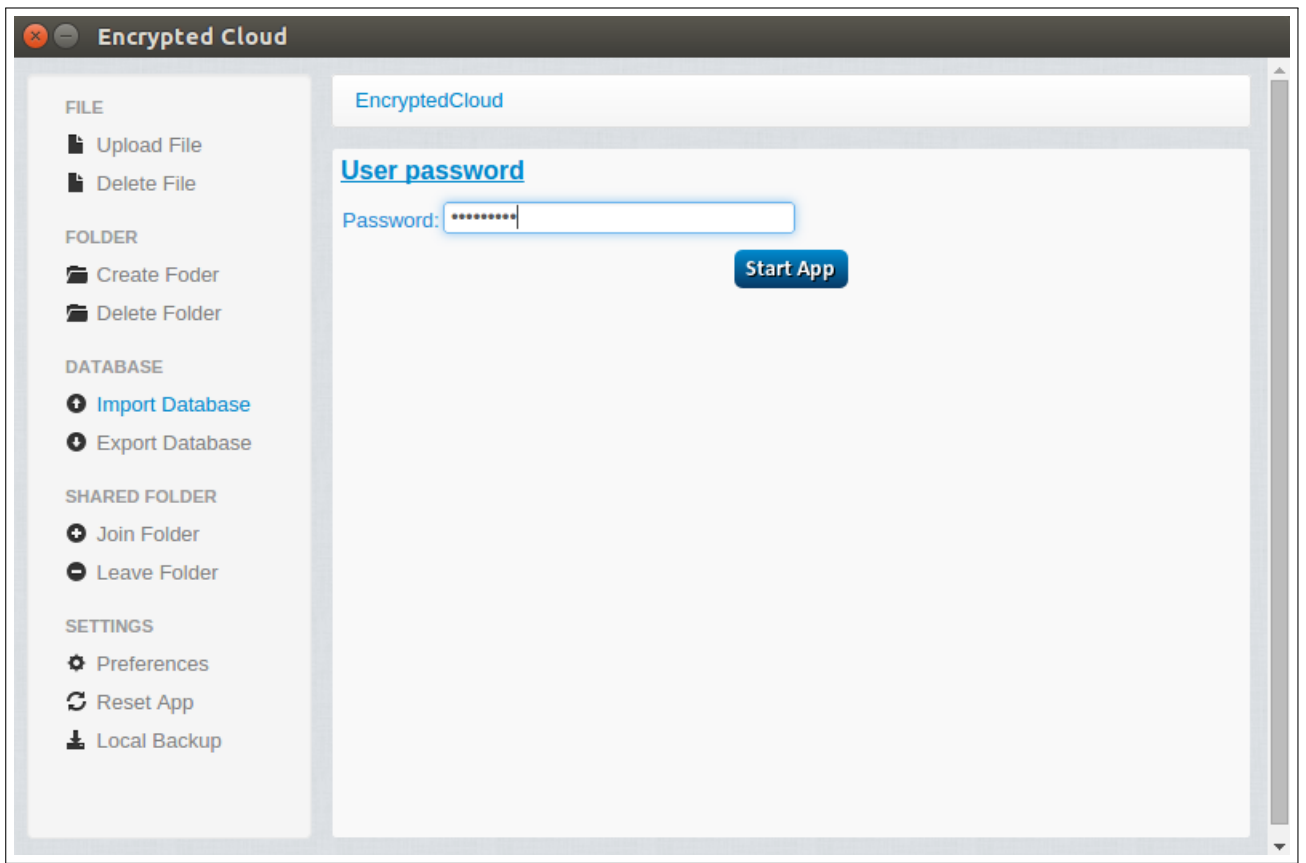 Encrypted Cloud
FILE
Upload File
Delete File
FOLDER
Create Foder
Delete Folder
DATABASE
Import Database
Export Database
SHARED FOLDER
Join Folder
Leave Folder
SETTINGS
Preferences
Reset App
Local Backup
EncryptedCloud
User password
Password: •••••••••
Start App